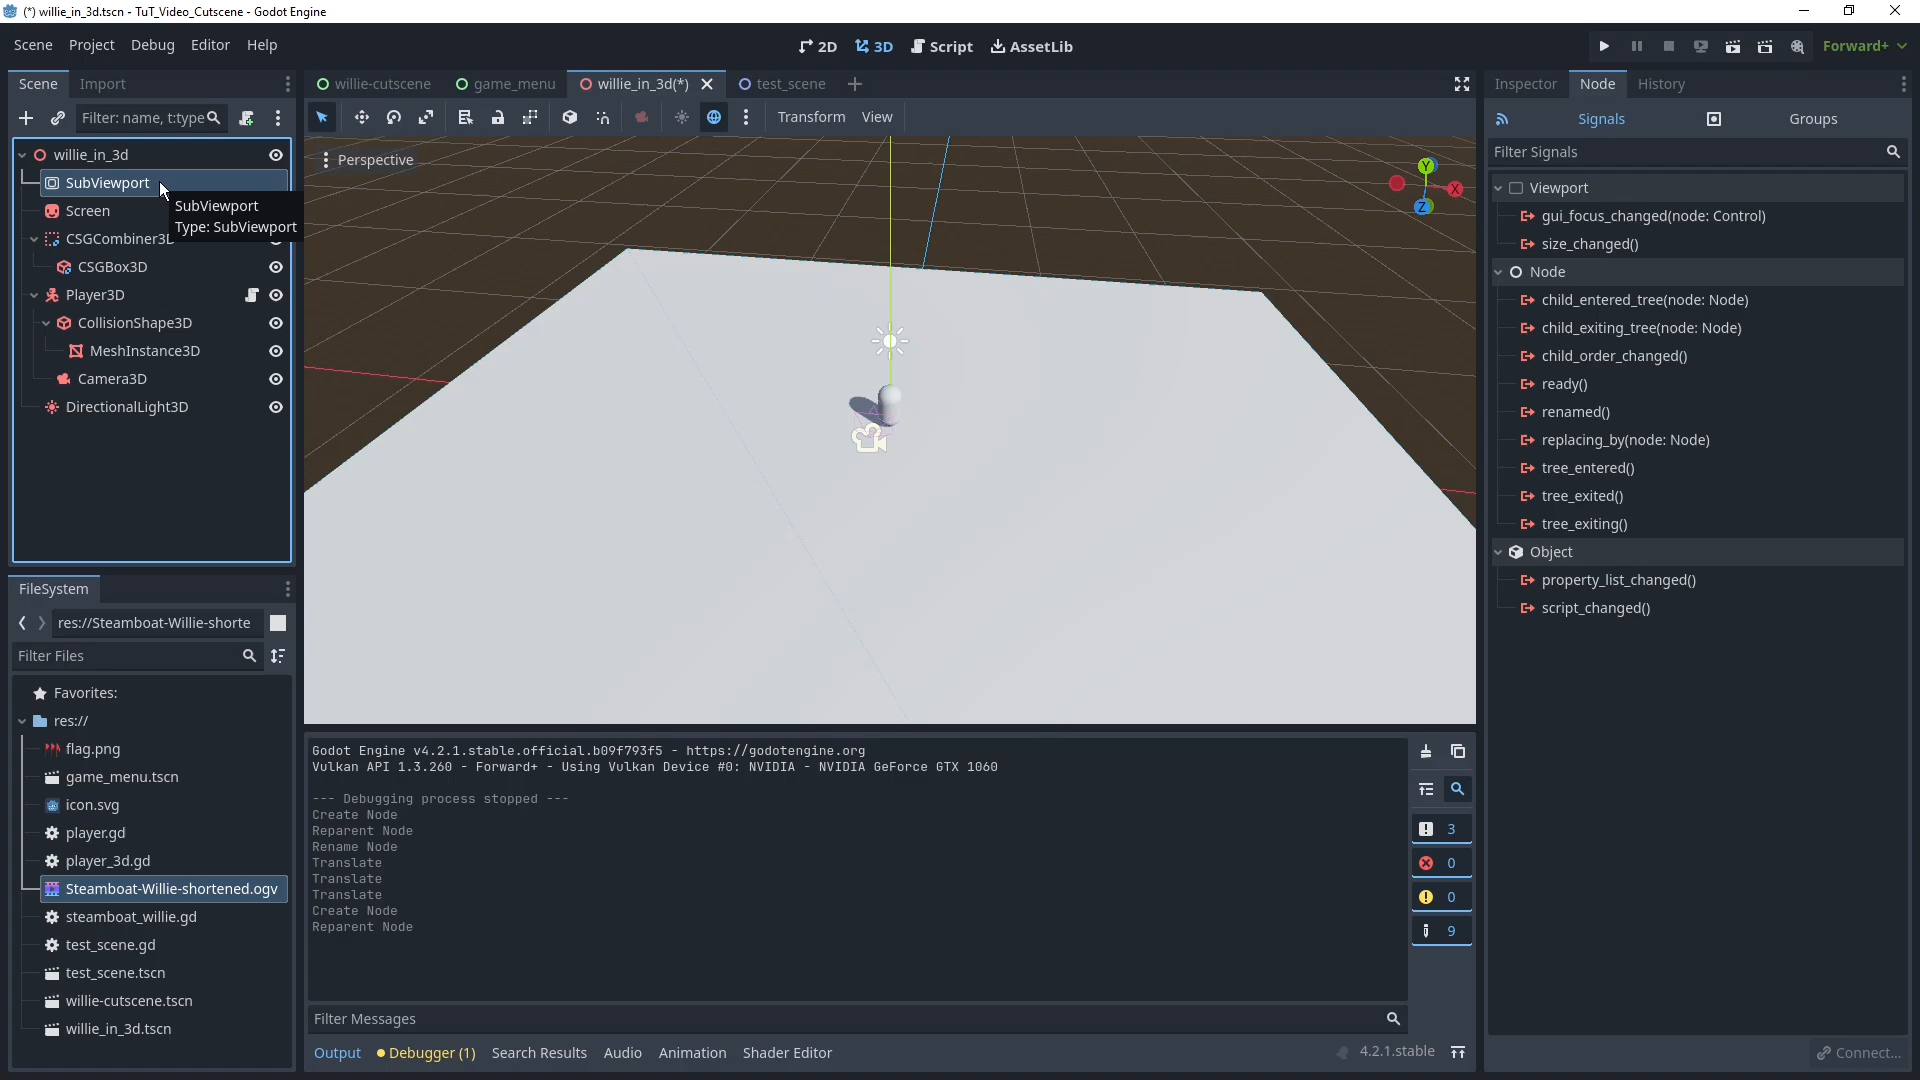 (*) willie_in_3d.tscn - TuT_Video_Cutscene - Godot Engine
Scene Project Debug Editor Help
2D 3D Script AssetLib
Forward+
Scene Import
willie-cutscene game_menu willie_in_3d(*) test_scene
Inspector Node History
Filter: name, t:type
Transform View
Signals Groups
Perspective
Filter Signals
willie_in_3d
SubViewport
Screen
SubViewport
Type: SubViewport
CSGCombiner3D
CSGBox3D
Player3D
CollisionShape3D
MeshInstance3D
Camera3D
DirectionalLight3D
Y
X
Z
Viewport
gui_focus_changed(node: Control)
size_changed()
Node
child_entered_tree(node: Node)
child_exiting_tree(node: Node)
child_order_changed()
ready()
renamed()
replacing_by(node: Node)
tree_entered()
tree_exited()
tree_exiting()
Object
property_list_changed()
script_changed()
FileSystem
res://Steamboat-Willie-shorte
Filter Files
Favorites:
res://
flag.png
game_menu.tscn
icon.svg
player.gd
player_3d.gd
Steamboat-Willie-shortened.ogv
steamboat_willie.gd
test_scene.gd
test_scene.tscn
willie-cutscene.tscn
willie_in_3d.tscn
Godot Engine v4.2.1.stable.official.b09f793f5 - https://godotengine.org
Vulkan API 1.3.260 - Forward+ - Using Vulkan Device #0: NVIDIA - NVIDIA GeForce GTX 1060
--- Debugging process stopped ---
Create Node
Reparent Node
Rename Node
Translate
Translate
Translate
Create Node
Reparent Node
3
0
0
9
Filter Messages
Output Debugger (1) Search Results Audio Animation Shader Editor
4.2.1.stable
Connect...